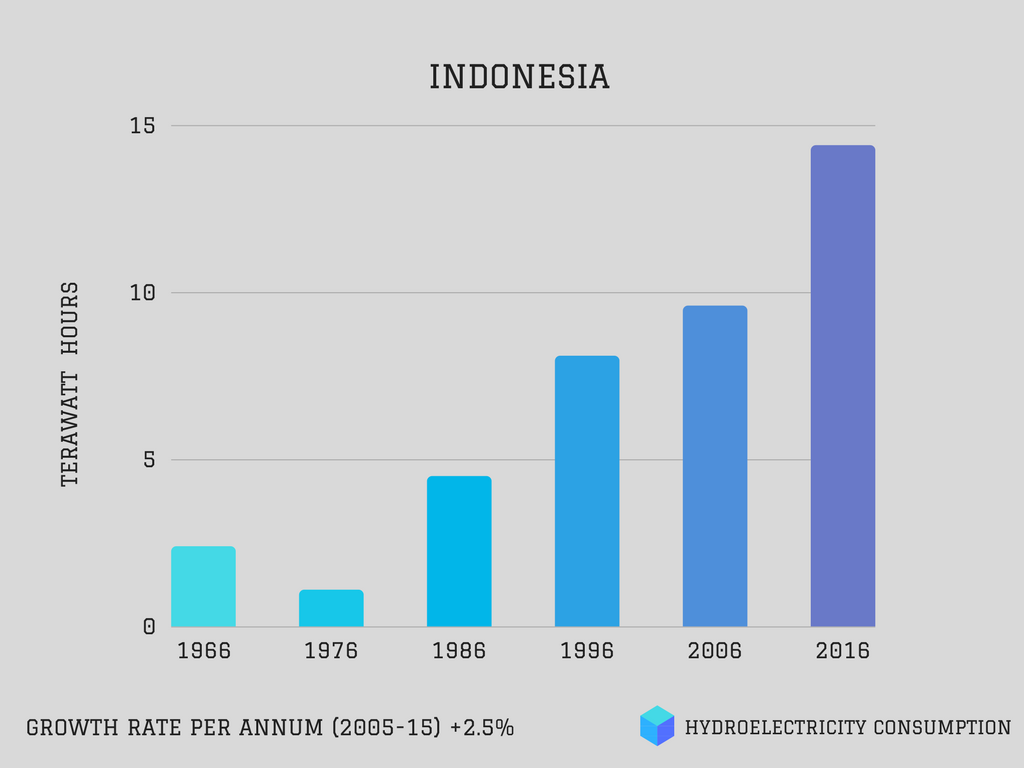 INDONESIA
15
10
5
0
TERAWATT HOURS
1966 1976 1986 1996 2006 2016
GROWTH RATE PER ANNUM (2005-15) +2.5%
HYDROELECTRICITY CONSUMPTION